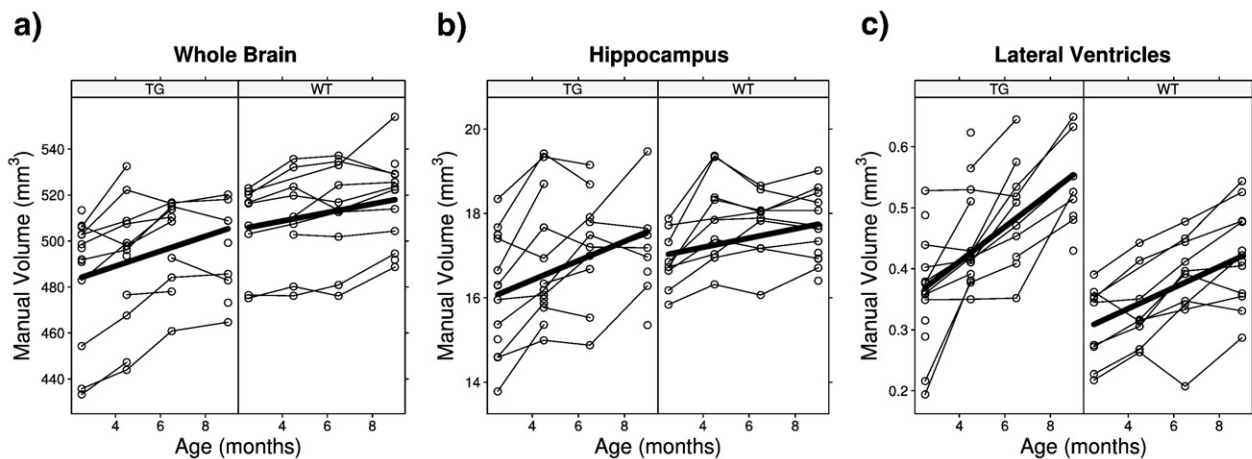 a)
Whole Brain
TG WT
Manual Volume (mm³)
540
520
500
480
460
440
4 6 8 4 6 8
Age (months)
b)
Hippocampus
TG WT
Manual Volume (mm³)
20
18
16
14
4 6 8 4 6 8
Age (months)
c)
Lateral Ventricles
TG WT
Manual Volume (mm³)
0.6
0.5
0.4
0.3
0.2
4 6 8 4 6 8
Age (months)